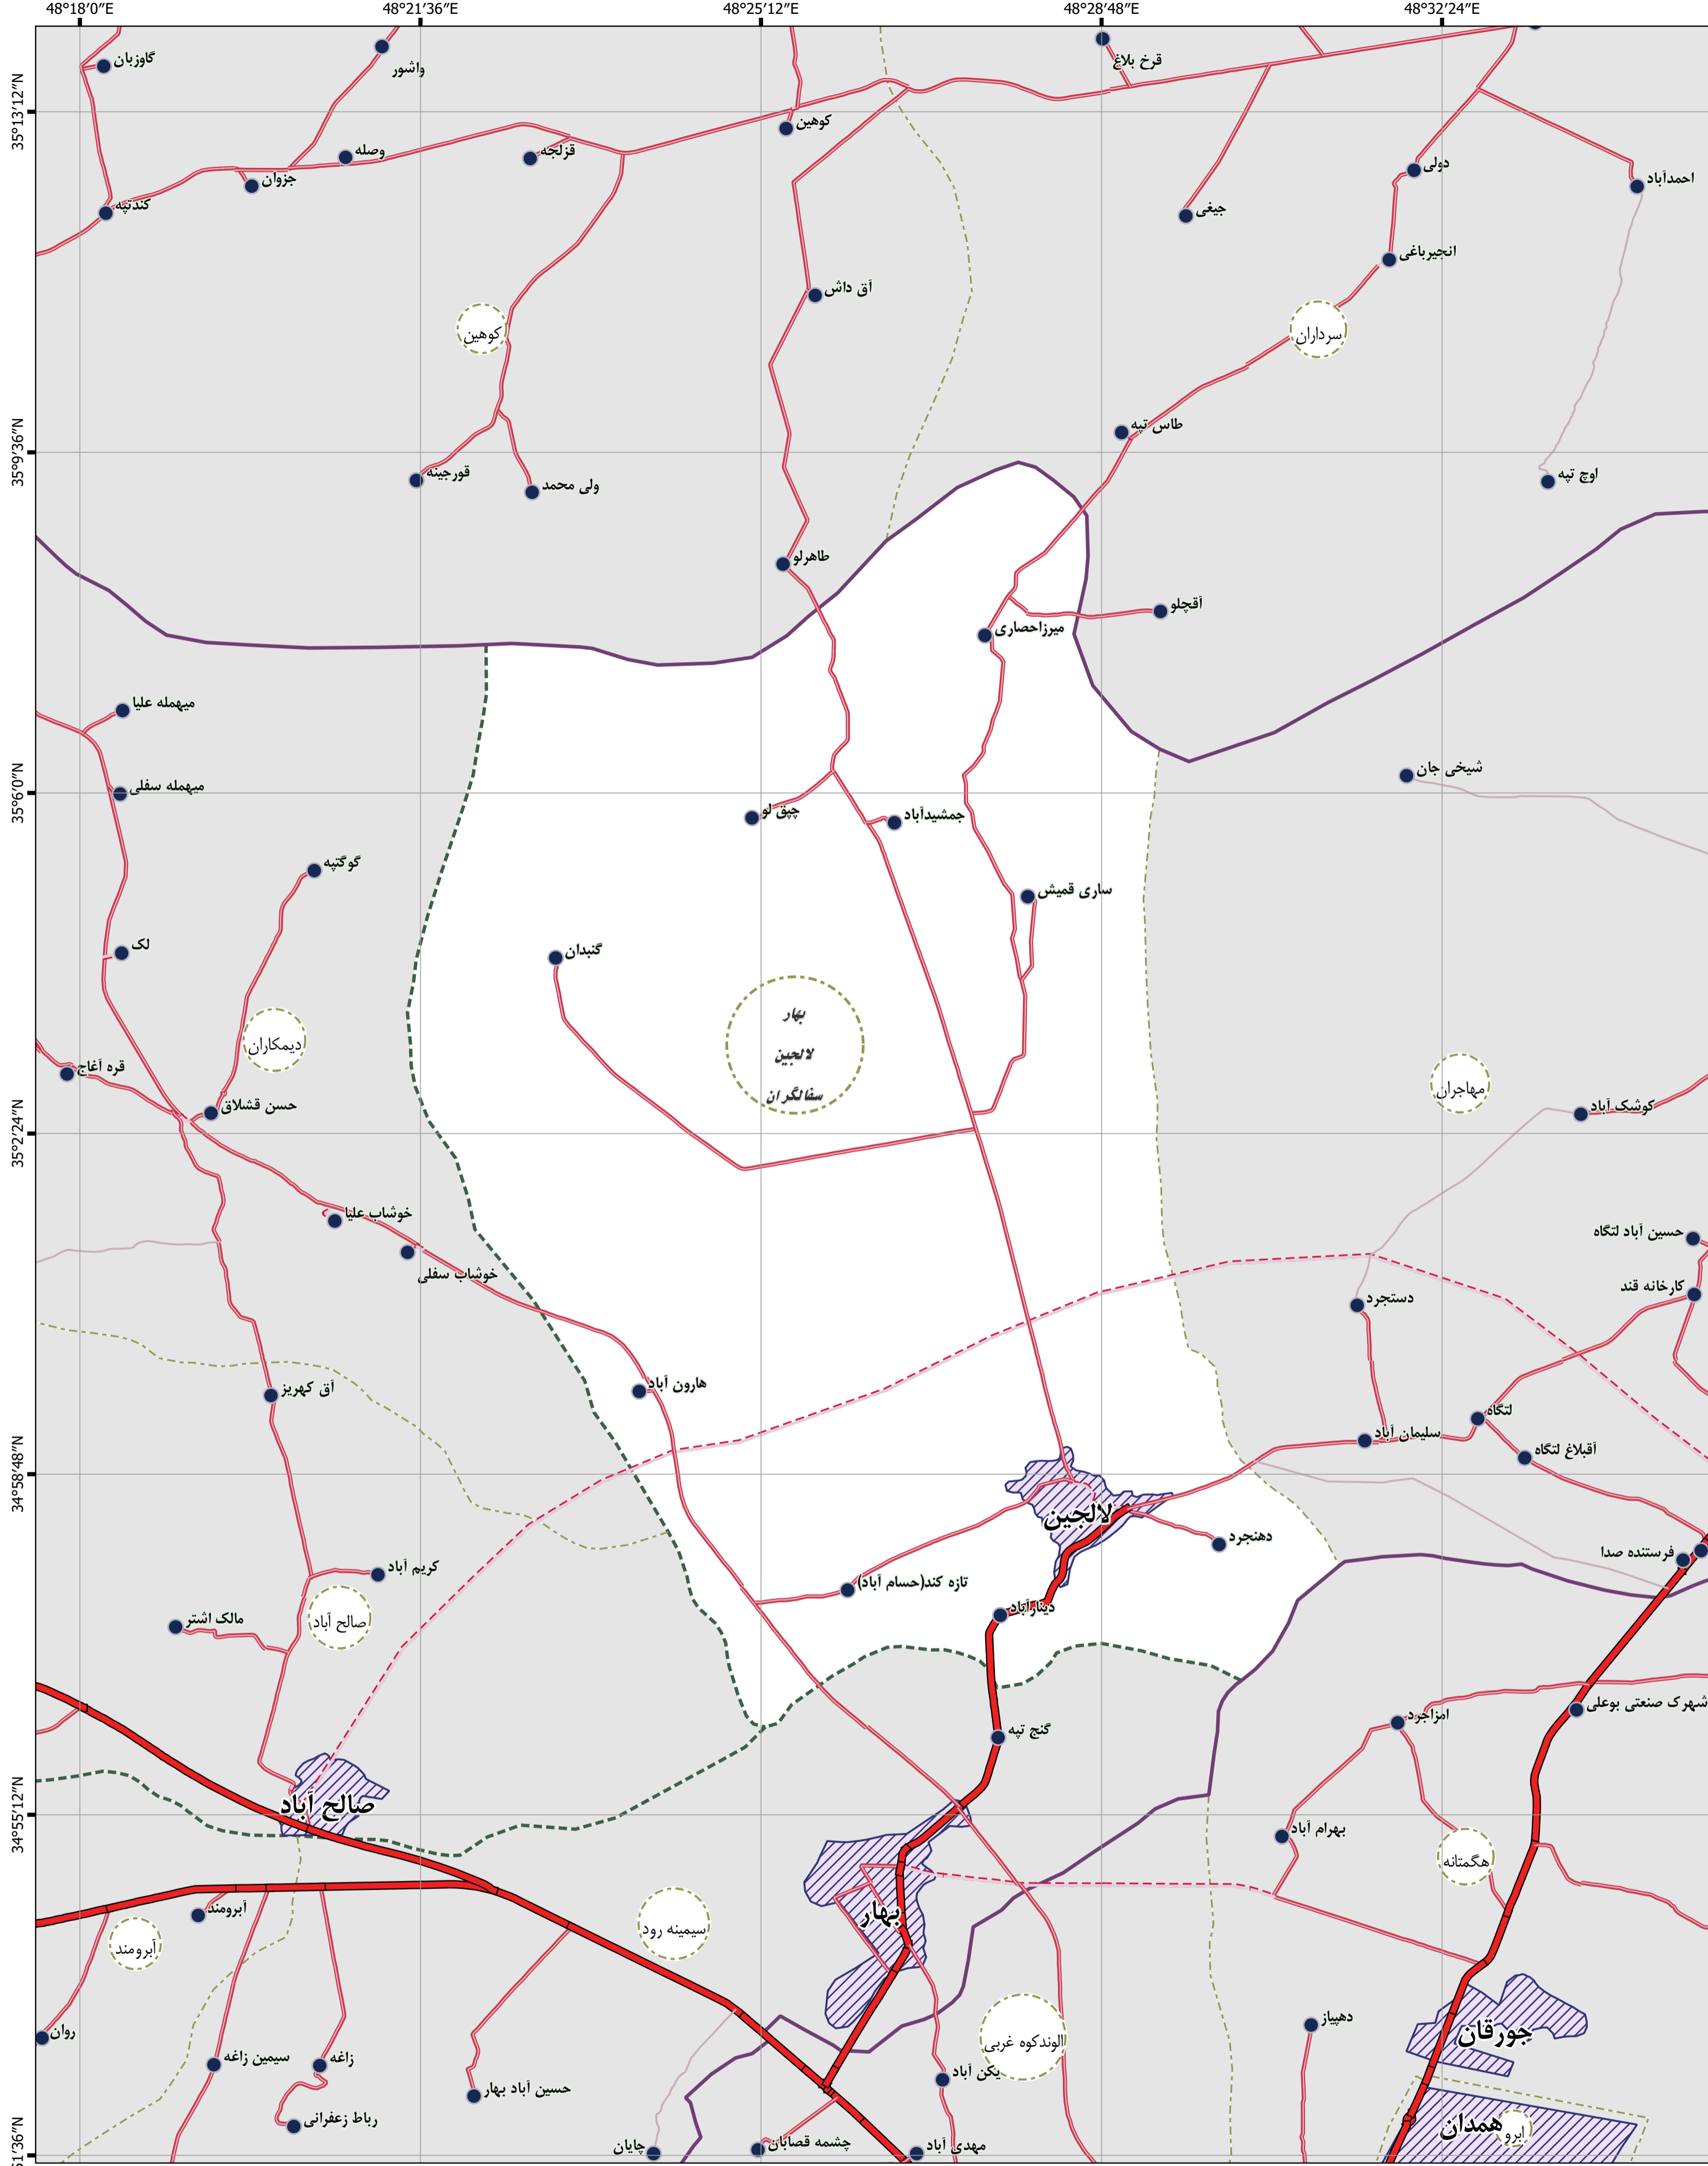 48°18'0"E
48°21'36"E
48°25'12"E
48°28'48"E
48°32'24"E
35°13'12"N
35°9'36"N
35°6'0"N
35°2'24"N
34°58'48"N
34°55'12"N
51'36"N
گاوزبان
واشور
قرخ بلاغ
کوهین
وصله
قزلجه
جزوان
کندتپه
دولی
احمدآباد
جیغی
انجیرباغی
آق داش
کوهین
سرداران
طاس تپه
قورجینه
ولی محمد
اوچ تپه
طاهرلو
آقچلو
میرزاحصاری
میهمله علیا
شیخی جان
میهمله سفلی
چپق لو
جمشیدآباد
گوگتپه
ساری قمیش
لک
گنبدان
بهار
لالجین
سفالگران
دیمکاران
مهاجران
قره آغاج
حسن قشلاق
کوشک آباد
خوشاب علیا
حسین آباد لتگاه
خوشاب سفلی
کارخانه قند
دستجرد
هارون آباد
آق کهریز
لتگاه
سلیمان آباد
آقبلاغ لتگاه
لالجین
دهنجرد
فرستنده صدا
کریم آباد
تازه کند(حسام آباد)
دینارآباد
مالک اشتر
صالح آباد
شهرک صنعتی بوعلی
امزاجرد
گنج تپه
صالح آباد
بهرام آباد
هگمتانه
آبرومند
بهار
سیمینه رود
آبرومند
روان
دهپیاز
جورقان
الوندکوه غربی
سیمین زاغه
زاغه
یکن آباد
حسین آباد بهار
رباط زعفرانی
همدان
ابرو
چایان
چشمه قصابان
مهدی آباد